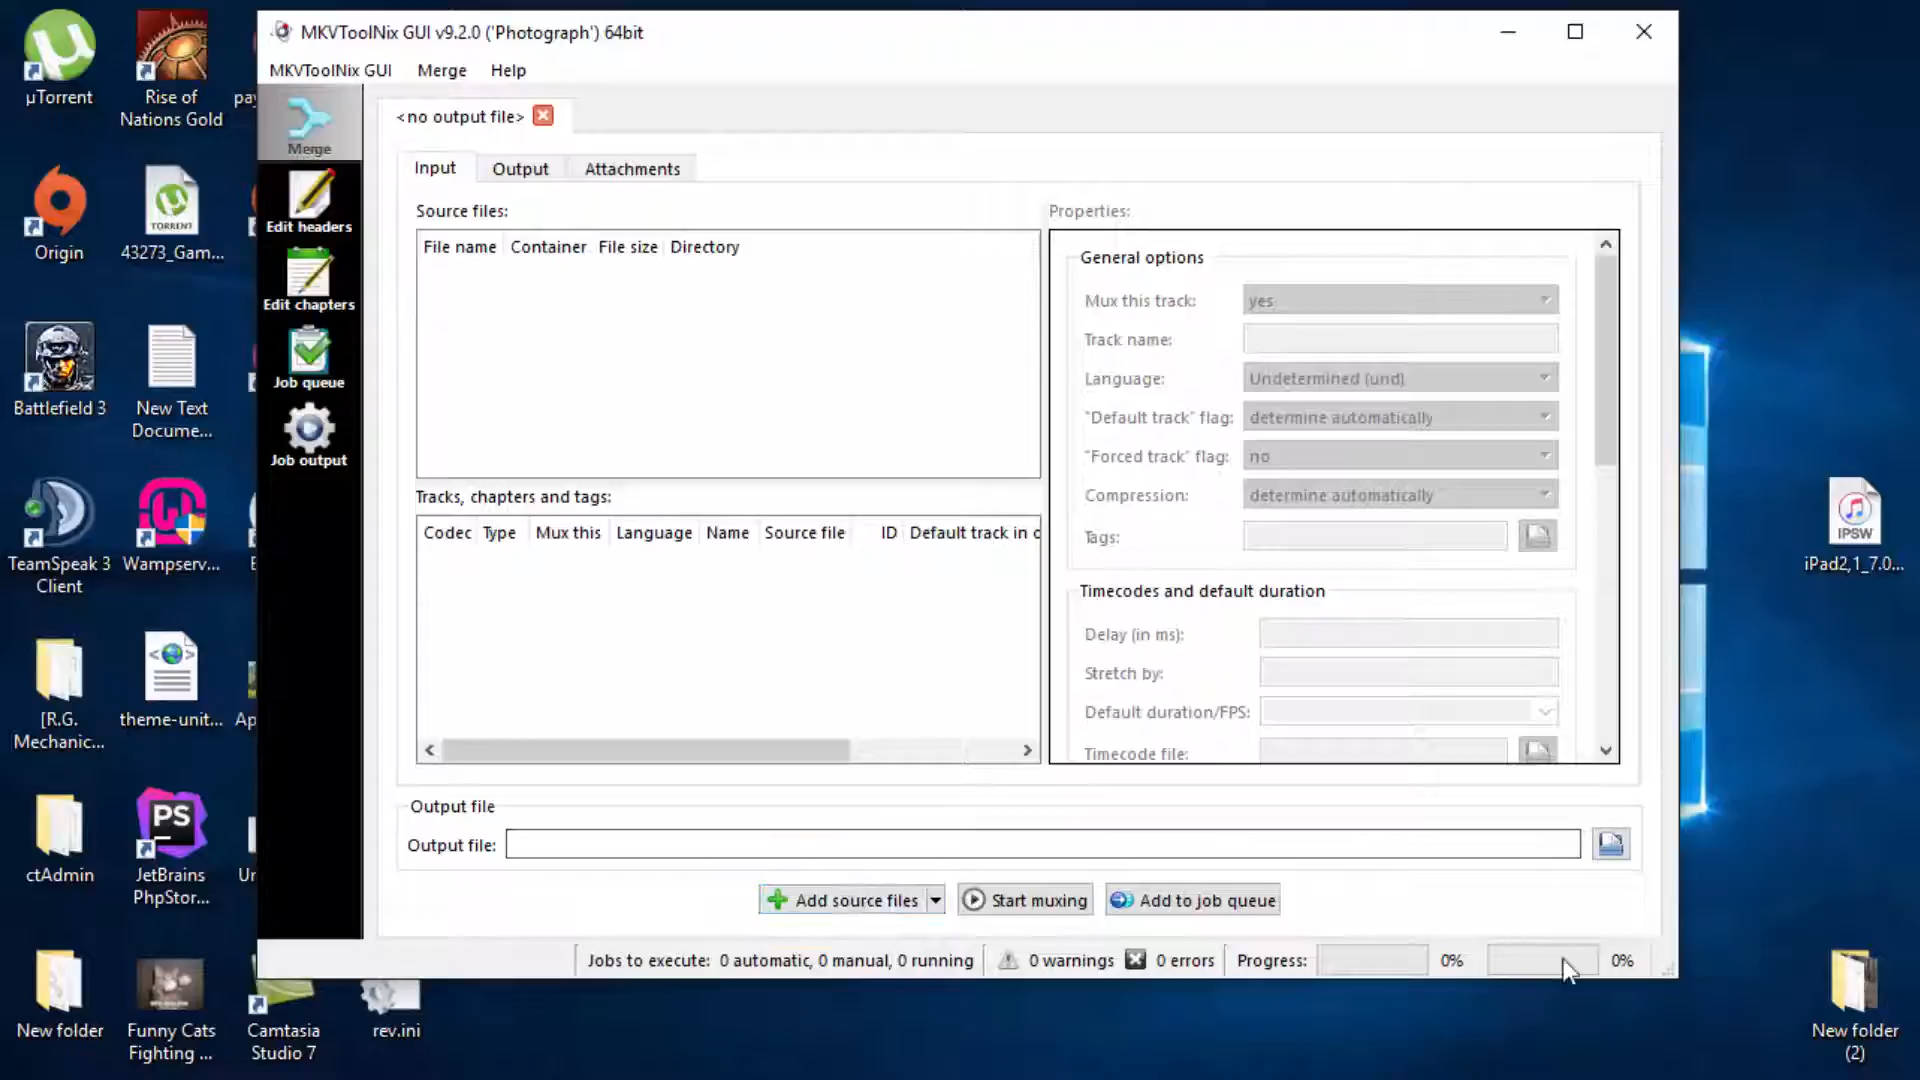 MKVToolNix GUI v9.2.0 ('Photograph') 64bit
MKVToolNix GUI Merge Help
<no output file>
Merge
Edit headers
Edit chapters
Job queue
Job output
Input Output Attachments
Source files:
File name Container File size Directory
Tracks, chapters and tags:
Codec Type Mux this Language Name Source file ID Default track in
Properties:
General options
Mux this track: yes
Track name:
Language: Undetermined (und)
"Default track" flag: determine automatically
"Forced track" flag: no
Compression: determine automatically
Tags:
Timecodes and default duration
Delay (in ms):
Stretch by:
Default duration/FPS:
Timecode file:
Output file
Output file:
Add source files Start muxing Add to job queue
Jobs to execute: 0 automatic, 0 manual, 0 running 0 warnings 0 errors Progress: 0% 0%
µTorrent
Rise of
Nations Gold
Origin
TORRENT
43273_Gam...
Battlefield 3
New Text
Docume...
TeamSpeak 3
Client
Wampserv...
[R.G.
Mechanic...
theme-unit...
ctAdmin
PS
JetBrains
PhpStor...
New folder
Funny Cats
Fighting ...
Camtasia
Studio 7
rev.ini
IPSW
iPad2,1_7.0...
New folder
(2)